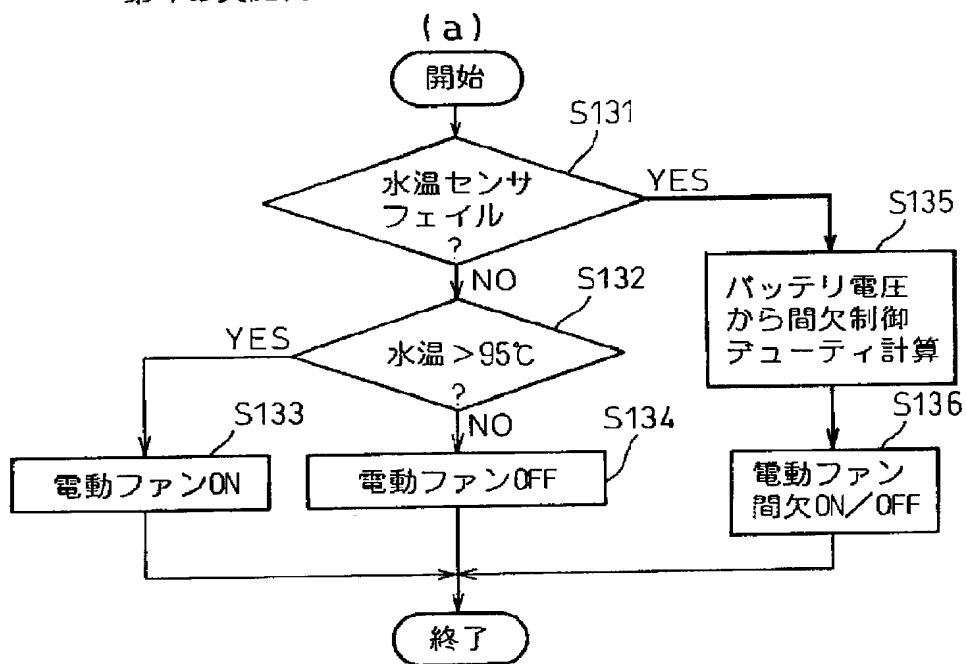 (a)
開始
S131
水温センサ
フェイル
?
YES
NO
S135
バッテリ電圧
から間欠制御
デューティ計算
S132
水温>95℃
?
YES
NO
S133
電動ファンON
S134
電動ファンOFF
S136
電動ファン
間欠ON/OFF
終了